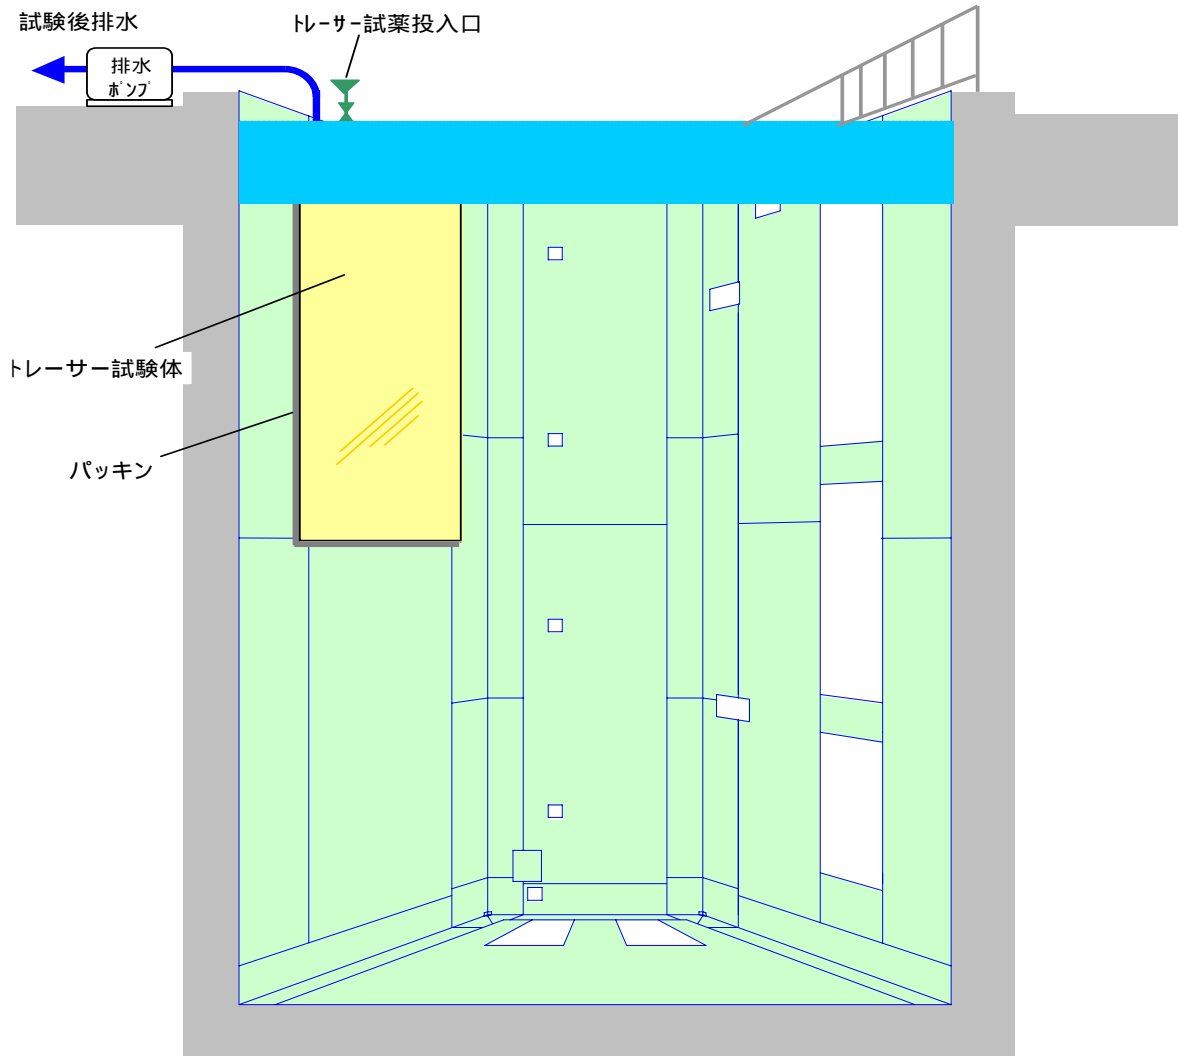 試験後排水
トレーサー試薬投入口
排水
ポンプ
トレーサー試験体
パッキン